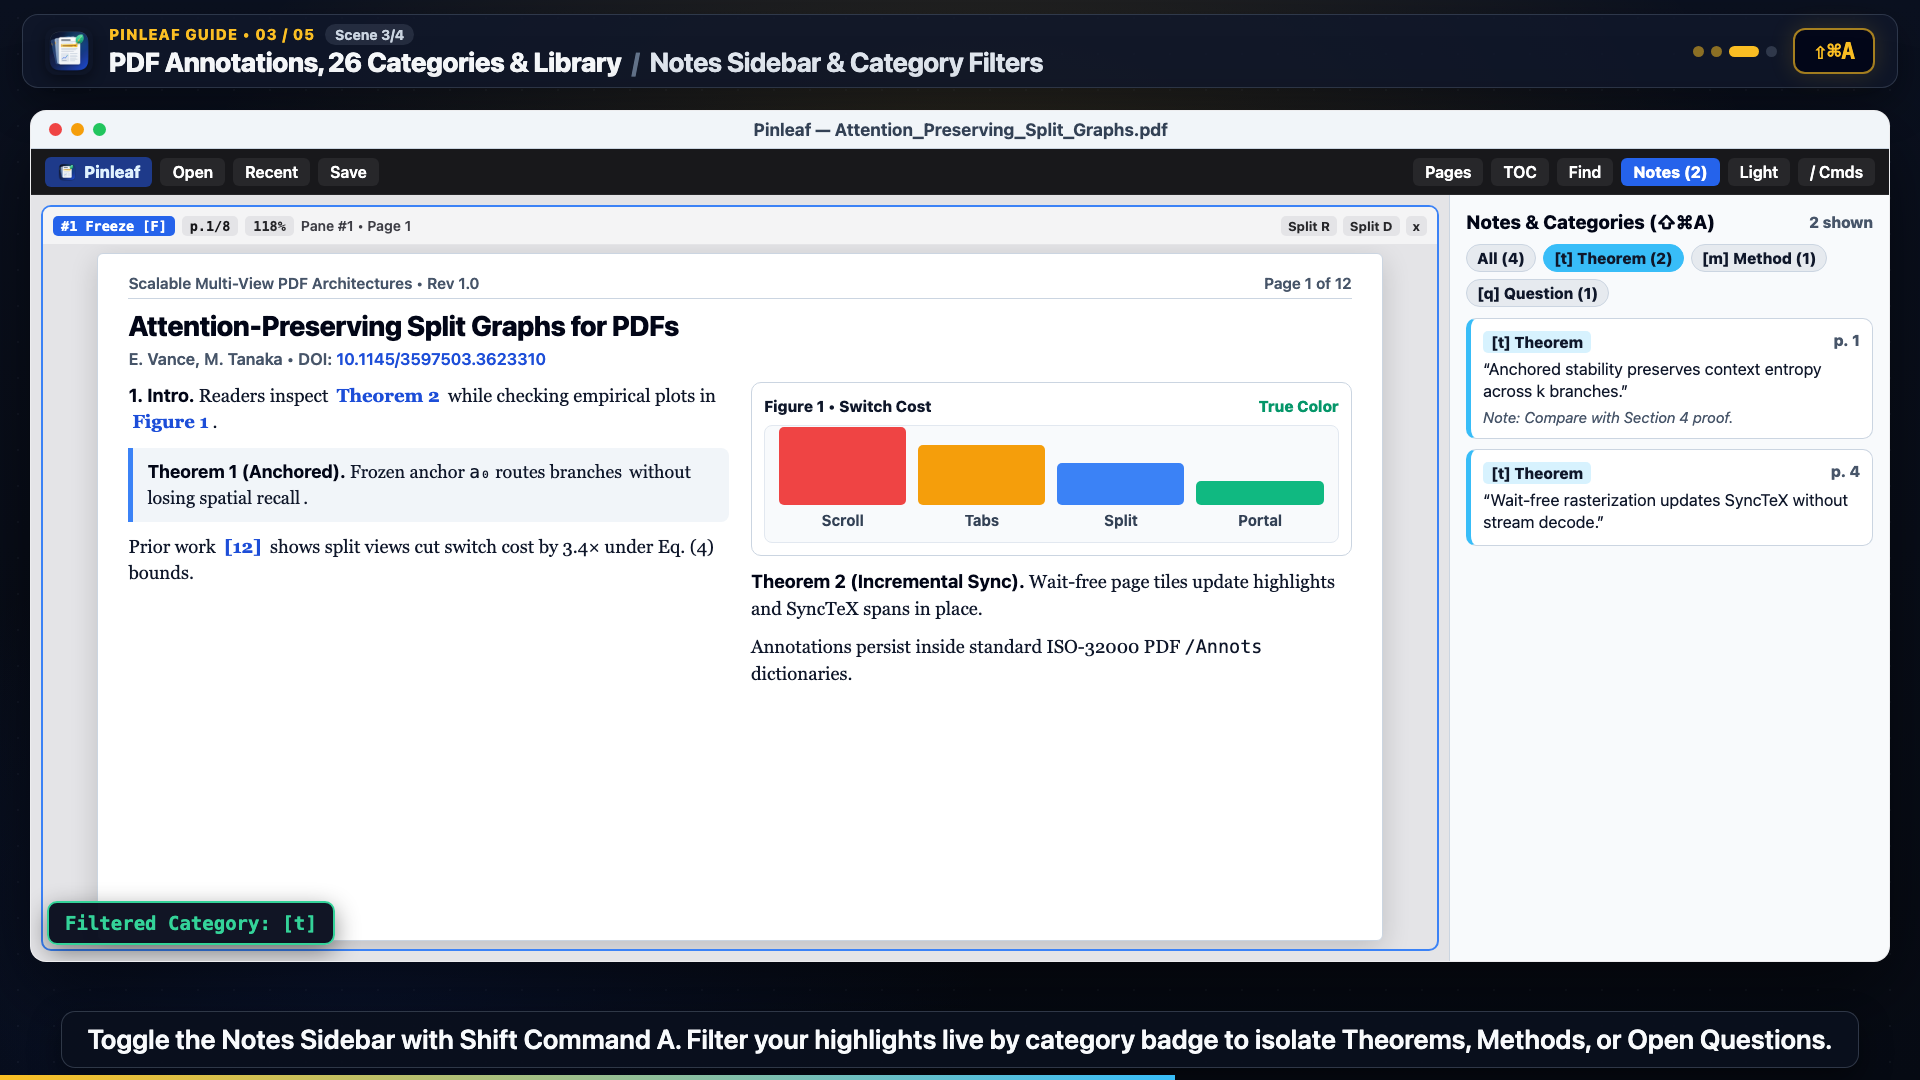 PINLEAF GUIDE • 03 / 05 Scene 3/4
PDF Annotations, 26 Categories & Library / Notes Sidebar & Category Filters
⇧⌘A
Pinleaf — Attention_Preserving_Split_Graphs.pdf
Pinleaf Open Recent Save Pages TOC Find Notes (2) Light / Cmds
#1 Freeze [F] p.1/8 118% Pane #1 • Page 1 Split R Split D x
Scalable Multi-View PDF Architectures • Rev 1.0 Page 1 of 12
Attention-Preserving Split Graphs for PDFs
E. Vance, M. Tanaka • DOI: 10.1145/3597503.3623310
1. Intro. Readers inspect Theorem 2 while checking empirical plots in
Figure 1 .
Theorem 1 (Anchored). Frozen anchor a₀ routes branches without
losing spatial recall .
Prior work [12] shows split views cut switch cost by 3.4× under Eq. (4)
bounds.
Figure 1 • Switch Cost True Color
Scroll Tabs Split Portal
Theorem 2 (Incremental Sync). Wait-free page tiles update highlights
and SyncTeX spans in place.
Annotations persist inside standard ISO-32000 PDF /Annots
dictionaries.
Notes & Categories (⇧⌘A) 2 shown
All (4) [t] Theorem (2) [m] Method (1)
[q] Question (1)
[t] Theorem p. 1
“Anchored stability preserves context entropy
across k branches.”
Note: Compare with Section 4 proof.
[t] Theorem p. 4
“Wait-free rasterization updates SyncTeX without
stream decode.”
Filtered Category: [t]
Toggle the Notes Sidebar with Shift Command A. Filter your highlights live by category badge to isolate Theorems, Methods, or Open Questions.